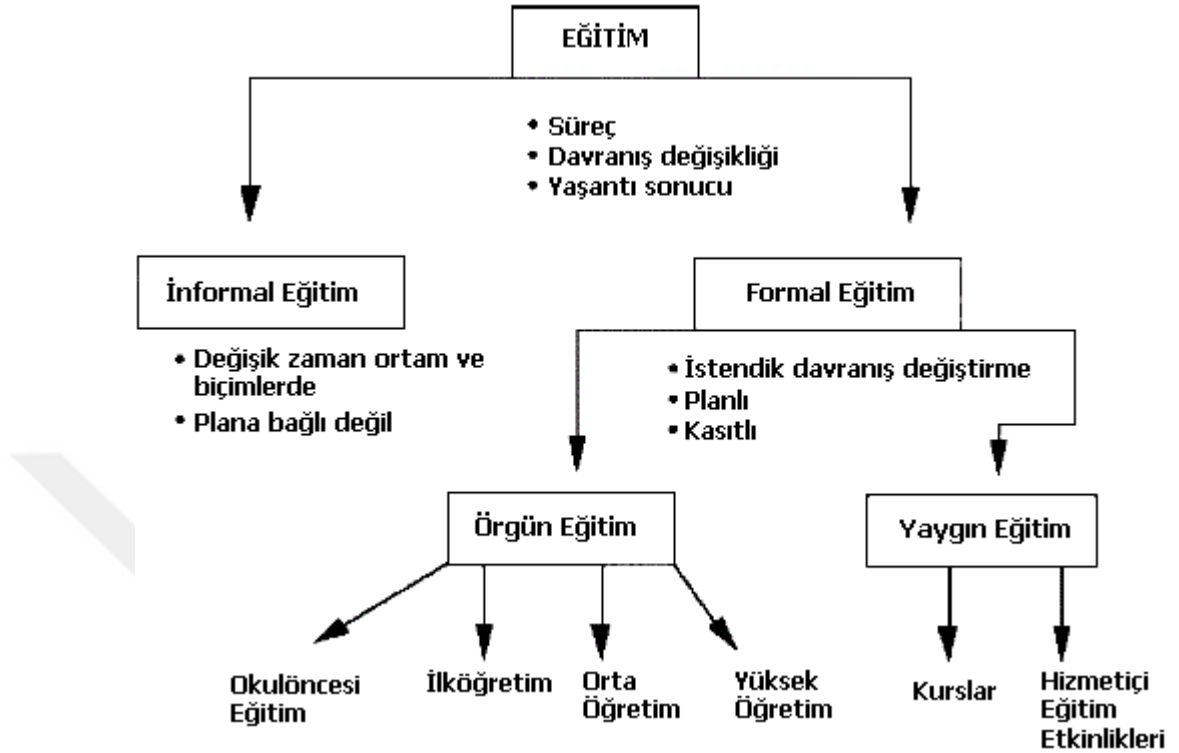 EĞİTİM
• Süreç
• Davranış değişikliği
• Yaşantı sonucu
İnformal Eğitim
• Değişik zaman ortam ve
biçimlerde
• Plana bağlı değil
Formal Eğitim
• İstendik davranış değiştirme
• Planlı
• Kasıtlı
Örgün Eğitim
Yaygın Eğitim
Okulöncesi
Eğitim
İlköğretim
Orta
Öğretim
Yüksek
Öğretim
Kurslar
Hizmetiçi
Eğitim
Etkinlikleri